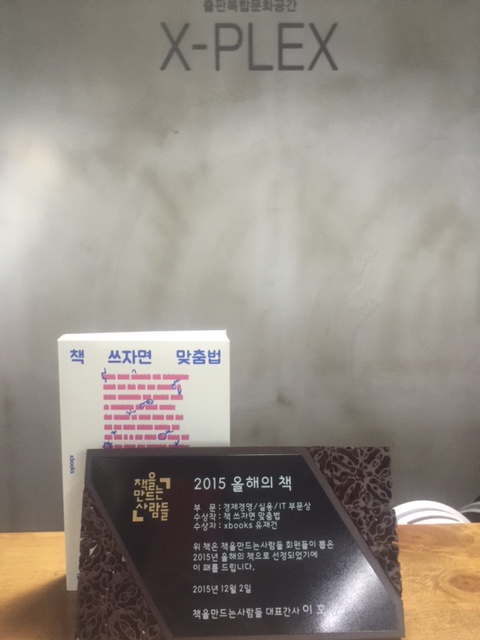 출판복합문화공간
X-PLEX
책 쓰자면 맞춤법
xbooks
책을
만드는
사람들
2015 올해의 책
부 문 : 경제경영/실용/IT 부문상
수상작 : 책 쓰자면 맞춤법
수상자 : xbooks 유재건
위 책은 책을만드는사람들 회원들이 뽑은
2015년 올해의 책으로 선정되었기에
이 패를 드립니다.
2015년 12월 2일
책을만드는사람들 대표간사 이